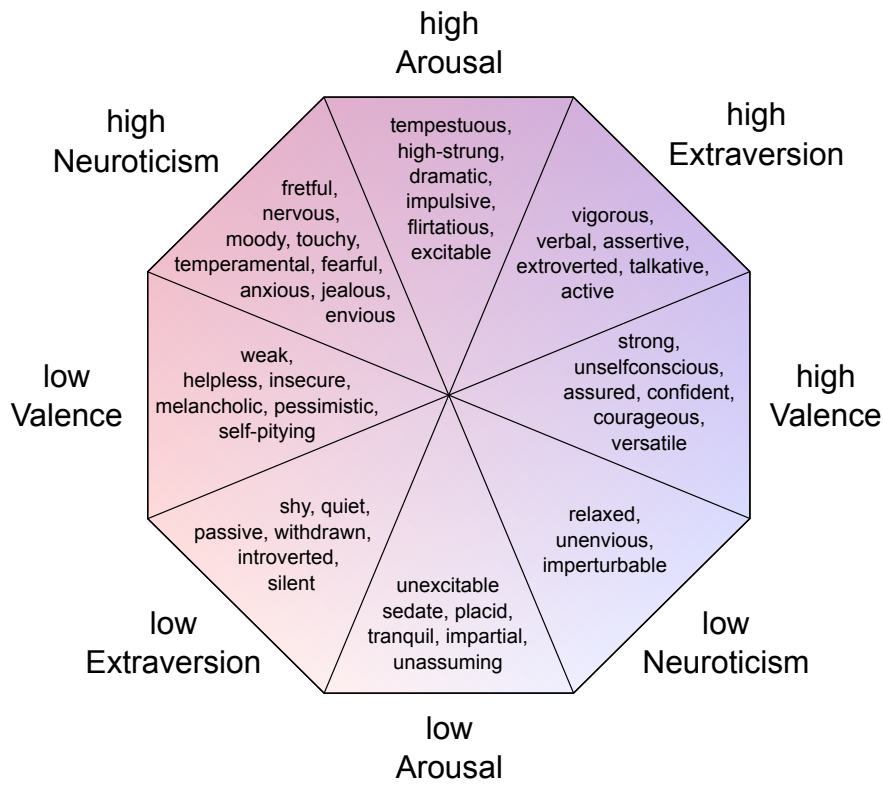 high
Arousal
high
Neuroticism
high
Extraversion
tempestuous,
high-strung,
dramatic,
impulsive,
flirtatious,
excitable
fretful,
nervous,
moody, touchy,
temperamental, fearful,
anxious, jealous,
envious
vigorous,
verbal, assertive,
extroverted, talkative,
active
low
Valence
weak,
helpless, insecure,
melancholic, pessimistic,
self-pitying
strong,
unselfconscious,
assured, confident,
courageous,
versatile
high
Valence
shy, quiet,
passive, withdrawn,
introverted,
silent
relaxed,
unenvious,
imperturbable
unexcitable
sedate, placid,
tranquil, impartial,
unassuming
low
Extraversion
low
Neuroticism
low
Arousal